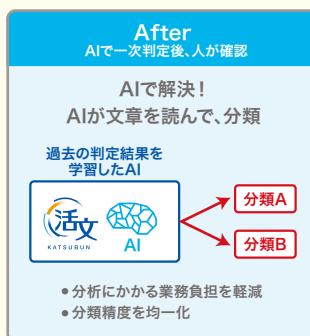 After
AIで一次判定後、人が確認
AIで解決！
AIが文章を読んで、分類
過去の判定結果を
学習したAI
活文
KATSUBUN
AI
分類A
分類B
●分析にかかる業務負担を軽減
●分類精度を均一化